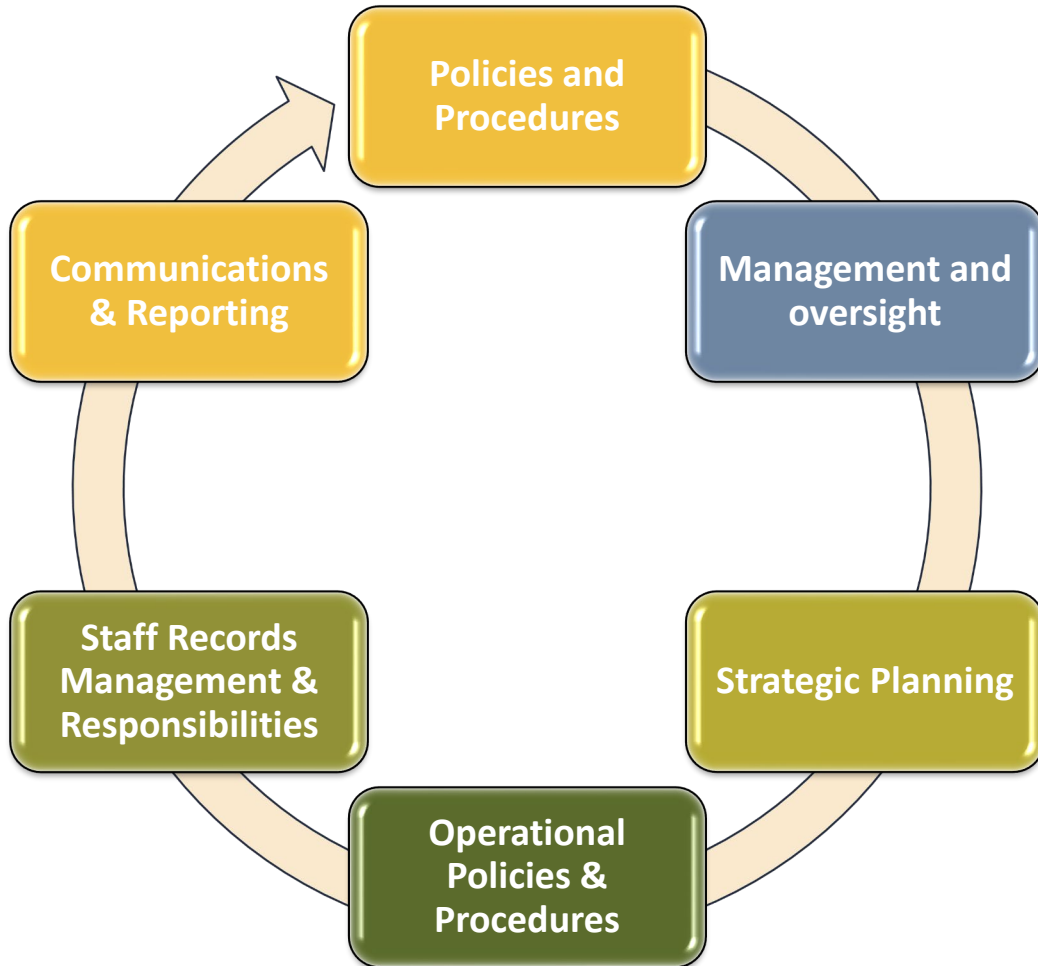 Policies and
Procedures
Management and
oversight
Strategic Planning
Operational
Policies &
Procedures
Staff Records
Management &
Responsibilities
Communications
& Reporting